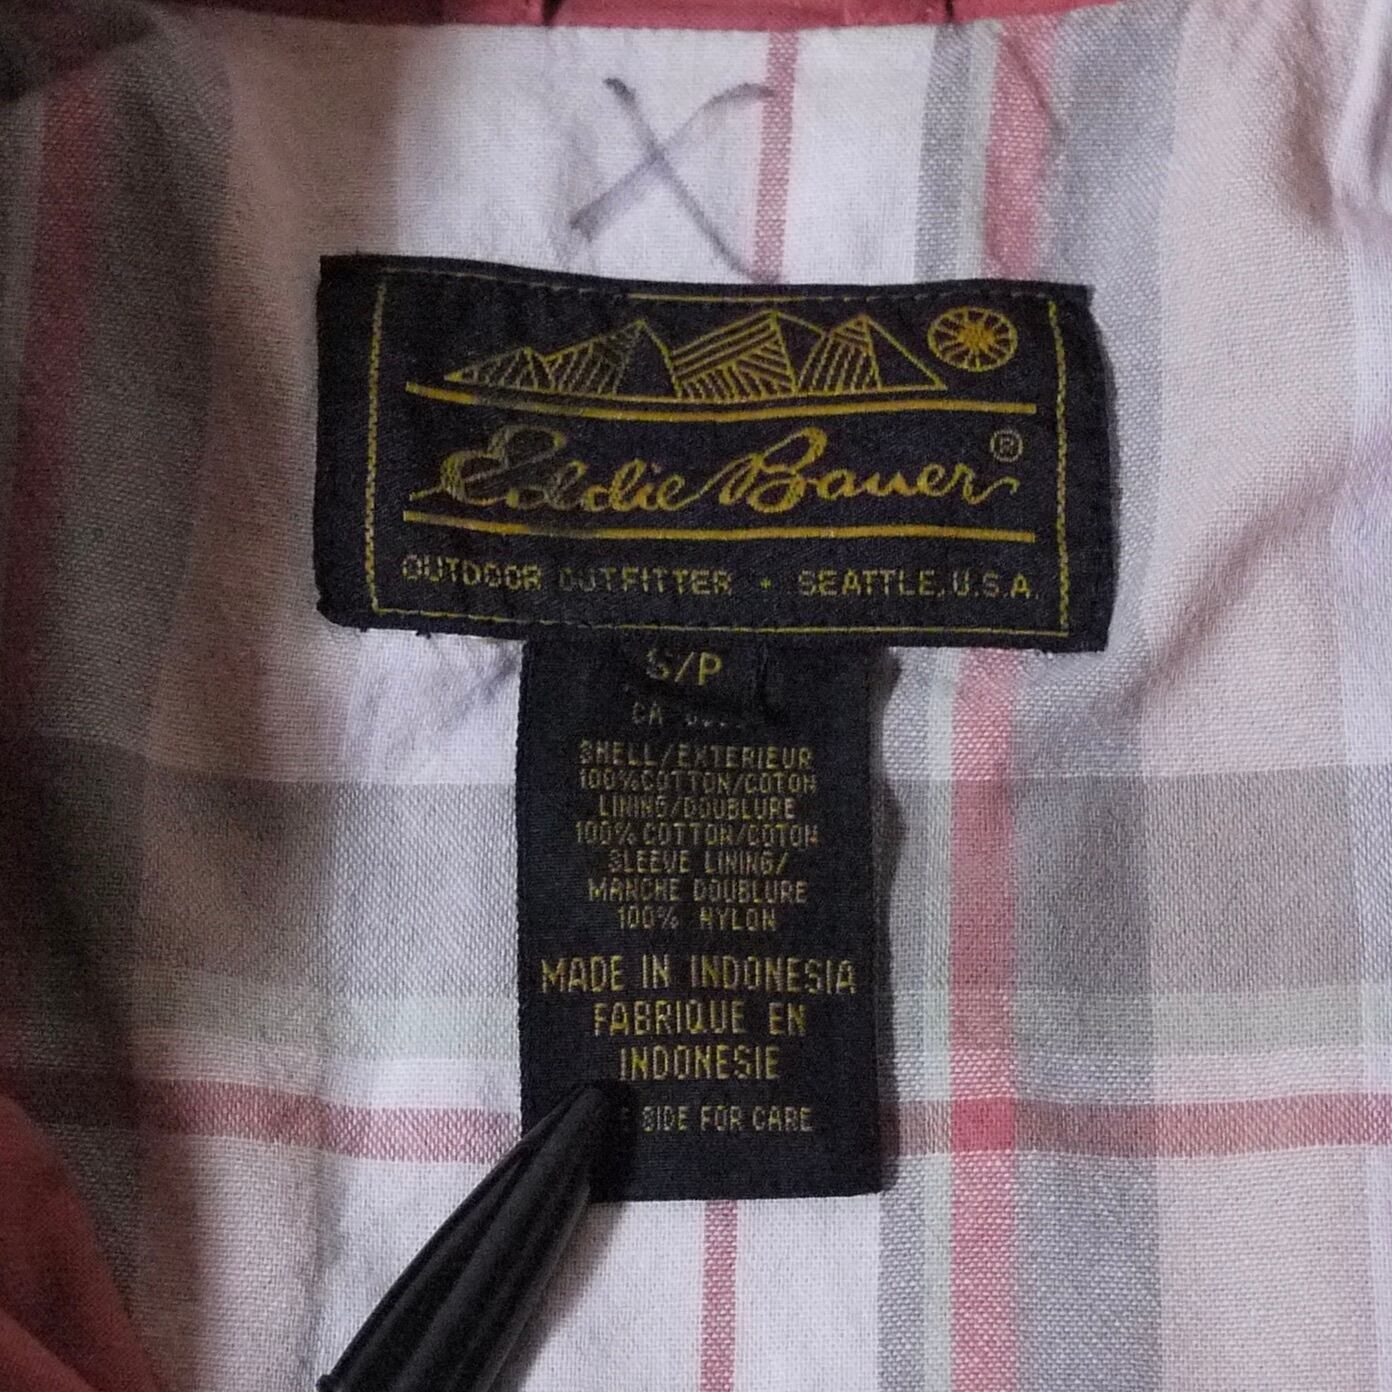 X
Eddie Bauer®
OUTDOOR OUTFITTER • SEATTLE, U.S.A.
S/P
CA
SHELL/EXTERIEUR
100%COTTON/COTON
LINING/DOUBLURE
100%COTTON/COTON
SLEEVE LINING/
MANCHE DOUBLURE
100% NYLON
MADE IN INDONESIA
FABRIQUE EN
INDONESIE
SIDE FOR CARE